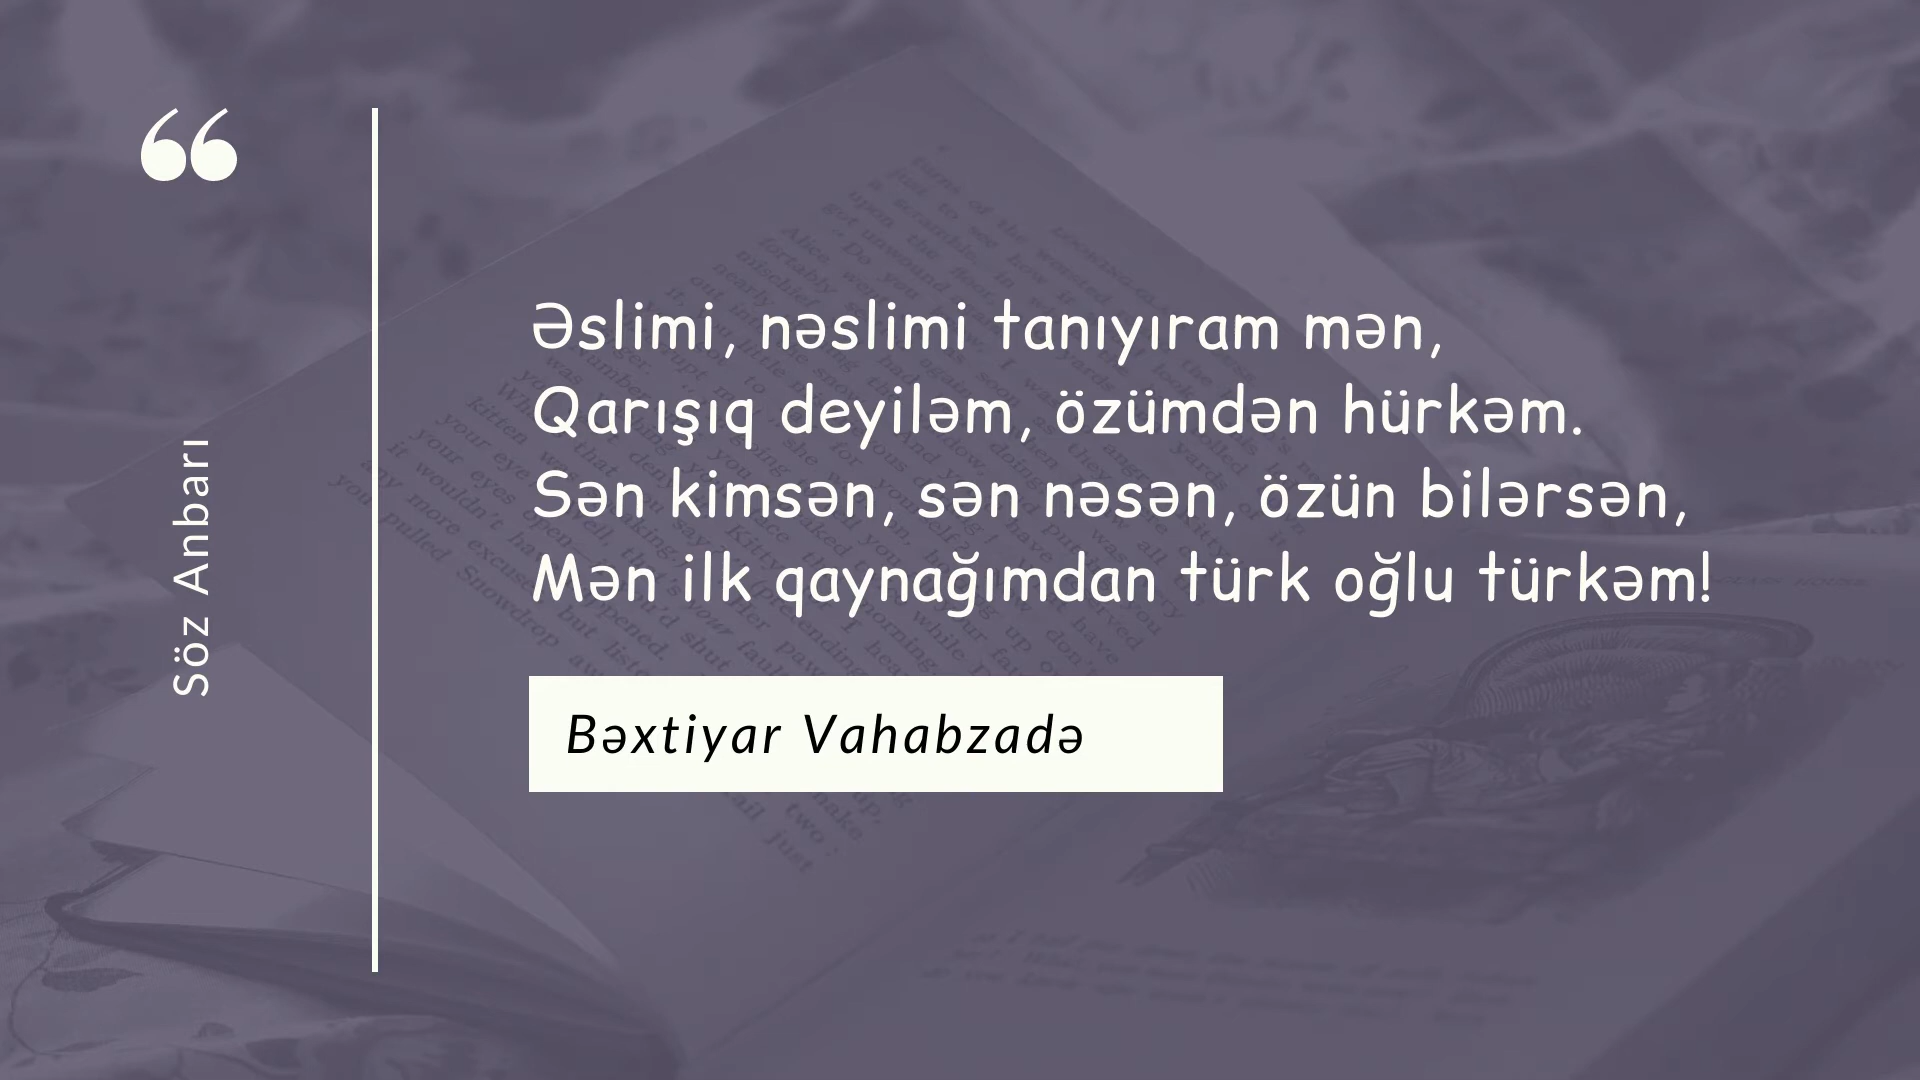 “
Söz Anbarı
Əslimi, nəslimi tanıyıram mən,
Qarışıq deyiləm, özümdən hürkəm.
Sən kimsən, sən nəsən, özün bilərsən,
Mən ilk qaynağımdan türk oğlu türkəm!
Bəxtiyar Vahabzadə